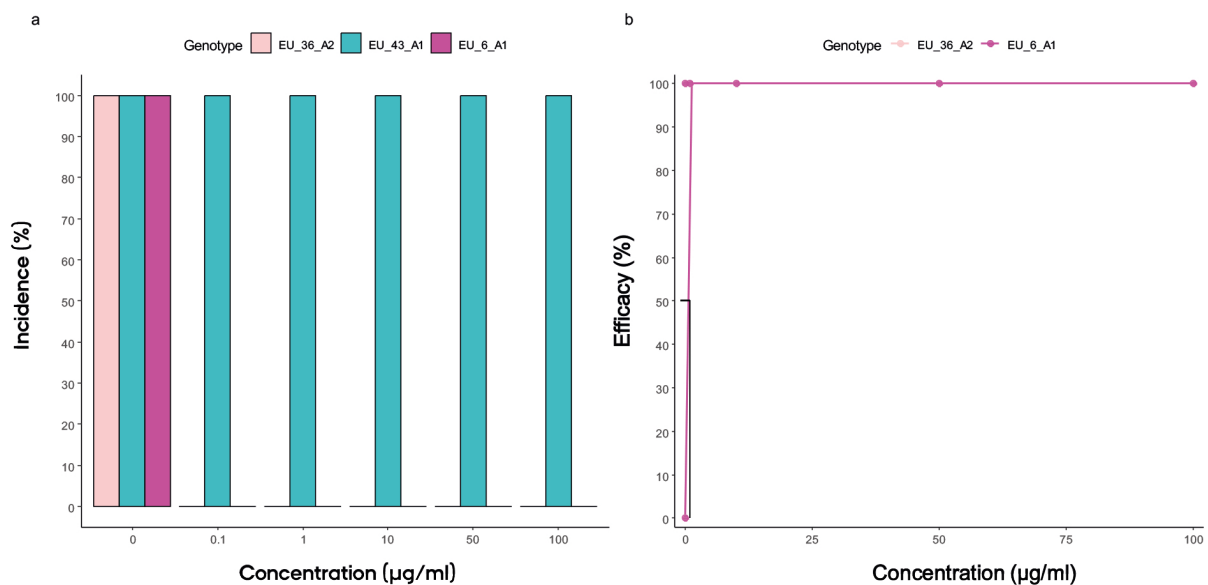 a
Genotype EU_36_A2 EU_43_A1 EU_6_A1
100
90
80
70
60
50
40
30
20
10
0
Incidence (%)
0 0.1 1 10 50 100
Concentration (µg/ml)
b
Genotype EU_36_A2 EU_6_A1
100
90
80
70
60
50
40
30
20
10
0
Efficacy (%)
0 25 50 75 100
Concentration (µg/ml)